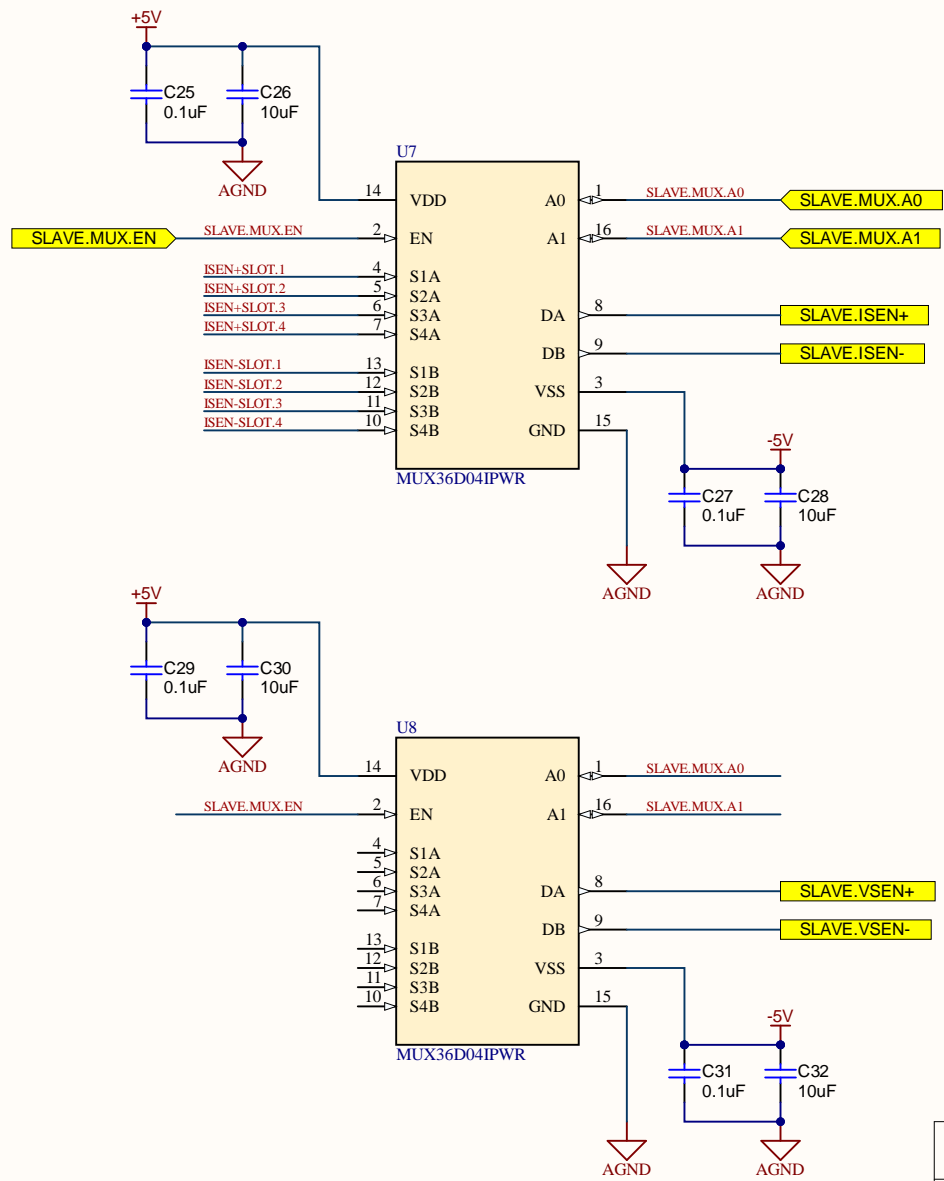 +5V
C25
0.1uF
C26
10uF
AGND
U7
14 VDD
A0 1 SLAVE.MUX.A0 SLAVE.MUX.A0
SLAVE.MUX.EN SLAVE.MUX.EN 2 EN
A1 16 SLAVE.MUX.A1 SLAVE.MUX.A1
ISEN+SLOT.1 4 S1A
ISEN+SLOT.2 5 S2A
ISEN+SLOT.3 6 S3A
DA 8 SLAVE.ISEN+
ISEN+SLOT.4 7 S4A
DB 9 SLAVE.ISEN-
ISEN-SLOT.1 13 S1B
ISEN-SLOT.2 12 S2B
VSS 3
ISEN-SLOT.3 11 S3B
ISEN-SLOT.4 10 S4B
GND 15
MUX36D04IPWR
-5V
C27
0.1uF
C28
10uF
AGND
AGND
+5V
C29
0.1uF
C30
10uF
AGND
U8
14 VDD
A0 1 SLAVE.MUX.A0
SLAVE.MUX.EN 2 EN
A1 16 SLAVE.MUX.A1
4 S1A
5 S2A
6 S3A
DA 8 SLAVE.VSEN+
7 S4A
DB 9 SLAVE.VSEN-
13 S1B
12 S2B
VSS 3
11 S3B
10 S4B
GND 15
MUX36D04IPWR
-5V
C31
0.1uF
C32
10uF
AGND
AGND